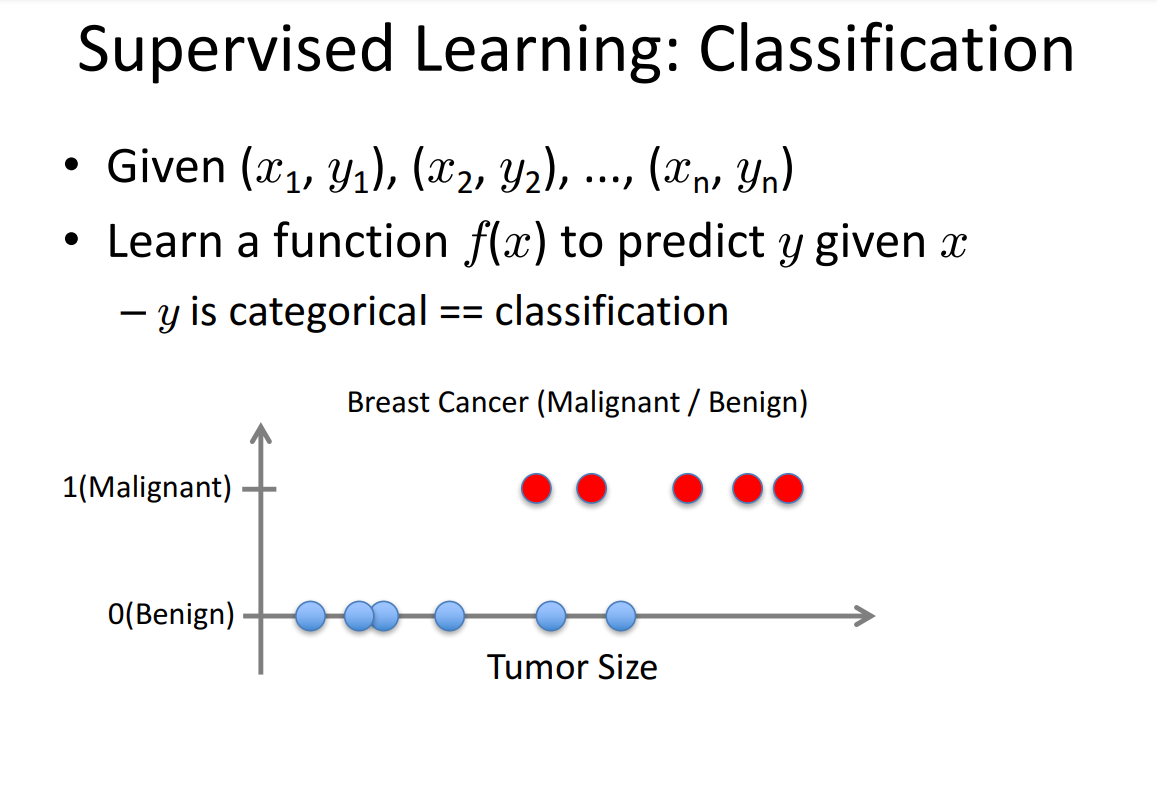 Supervised Learning: Classification
• Given (x₁, y₁), (x₂, y₂), ..., (xₙ, yₙ)
• Learn a function f(x) to predict y given x
– y is categorical == classification
Breast Cancer (Malignant / Benign)
1(Malignant)
0(Benign)
Tumor Size